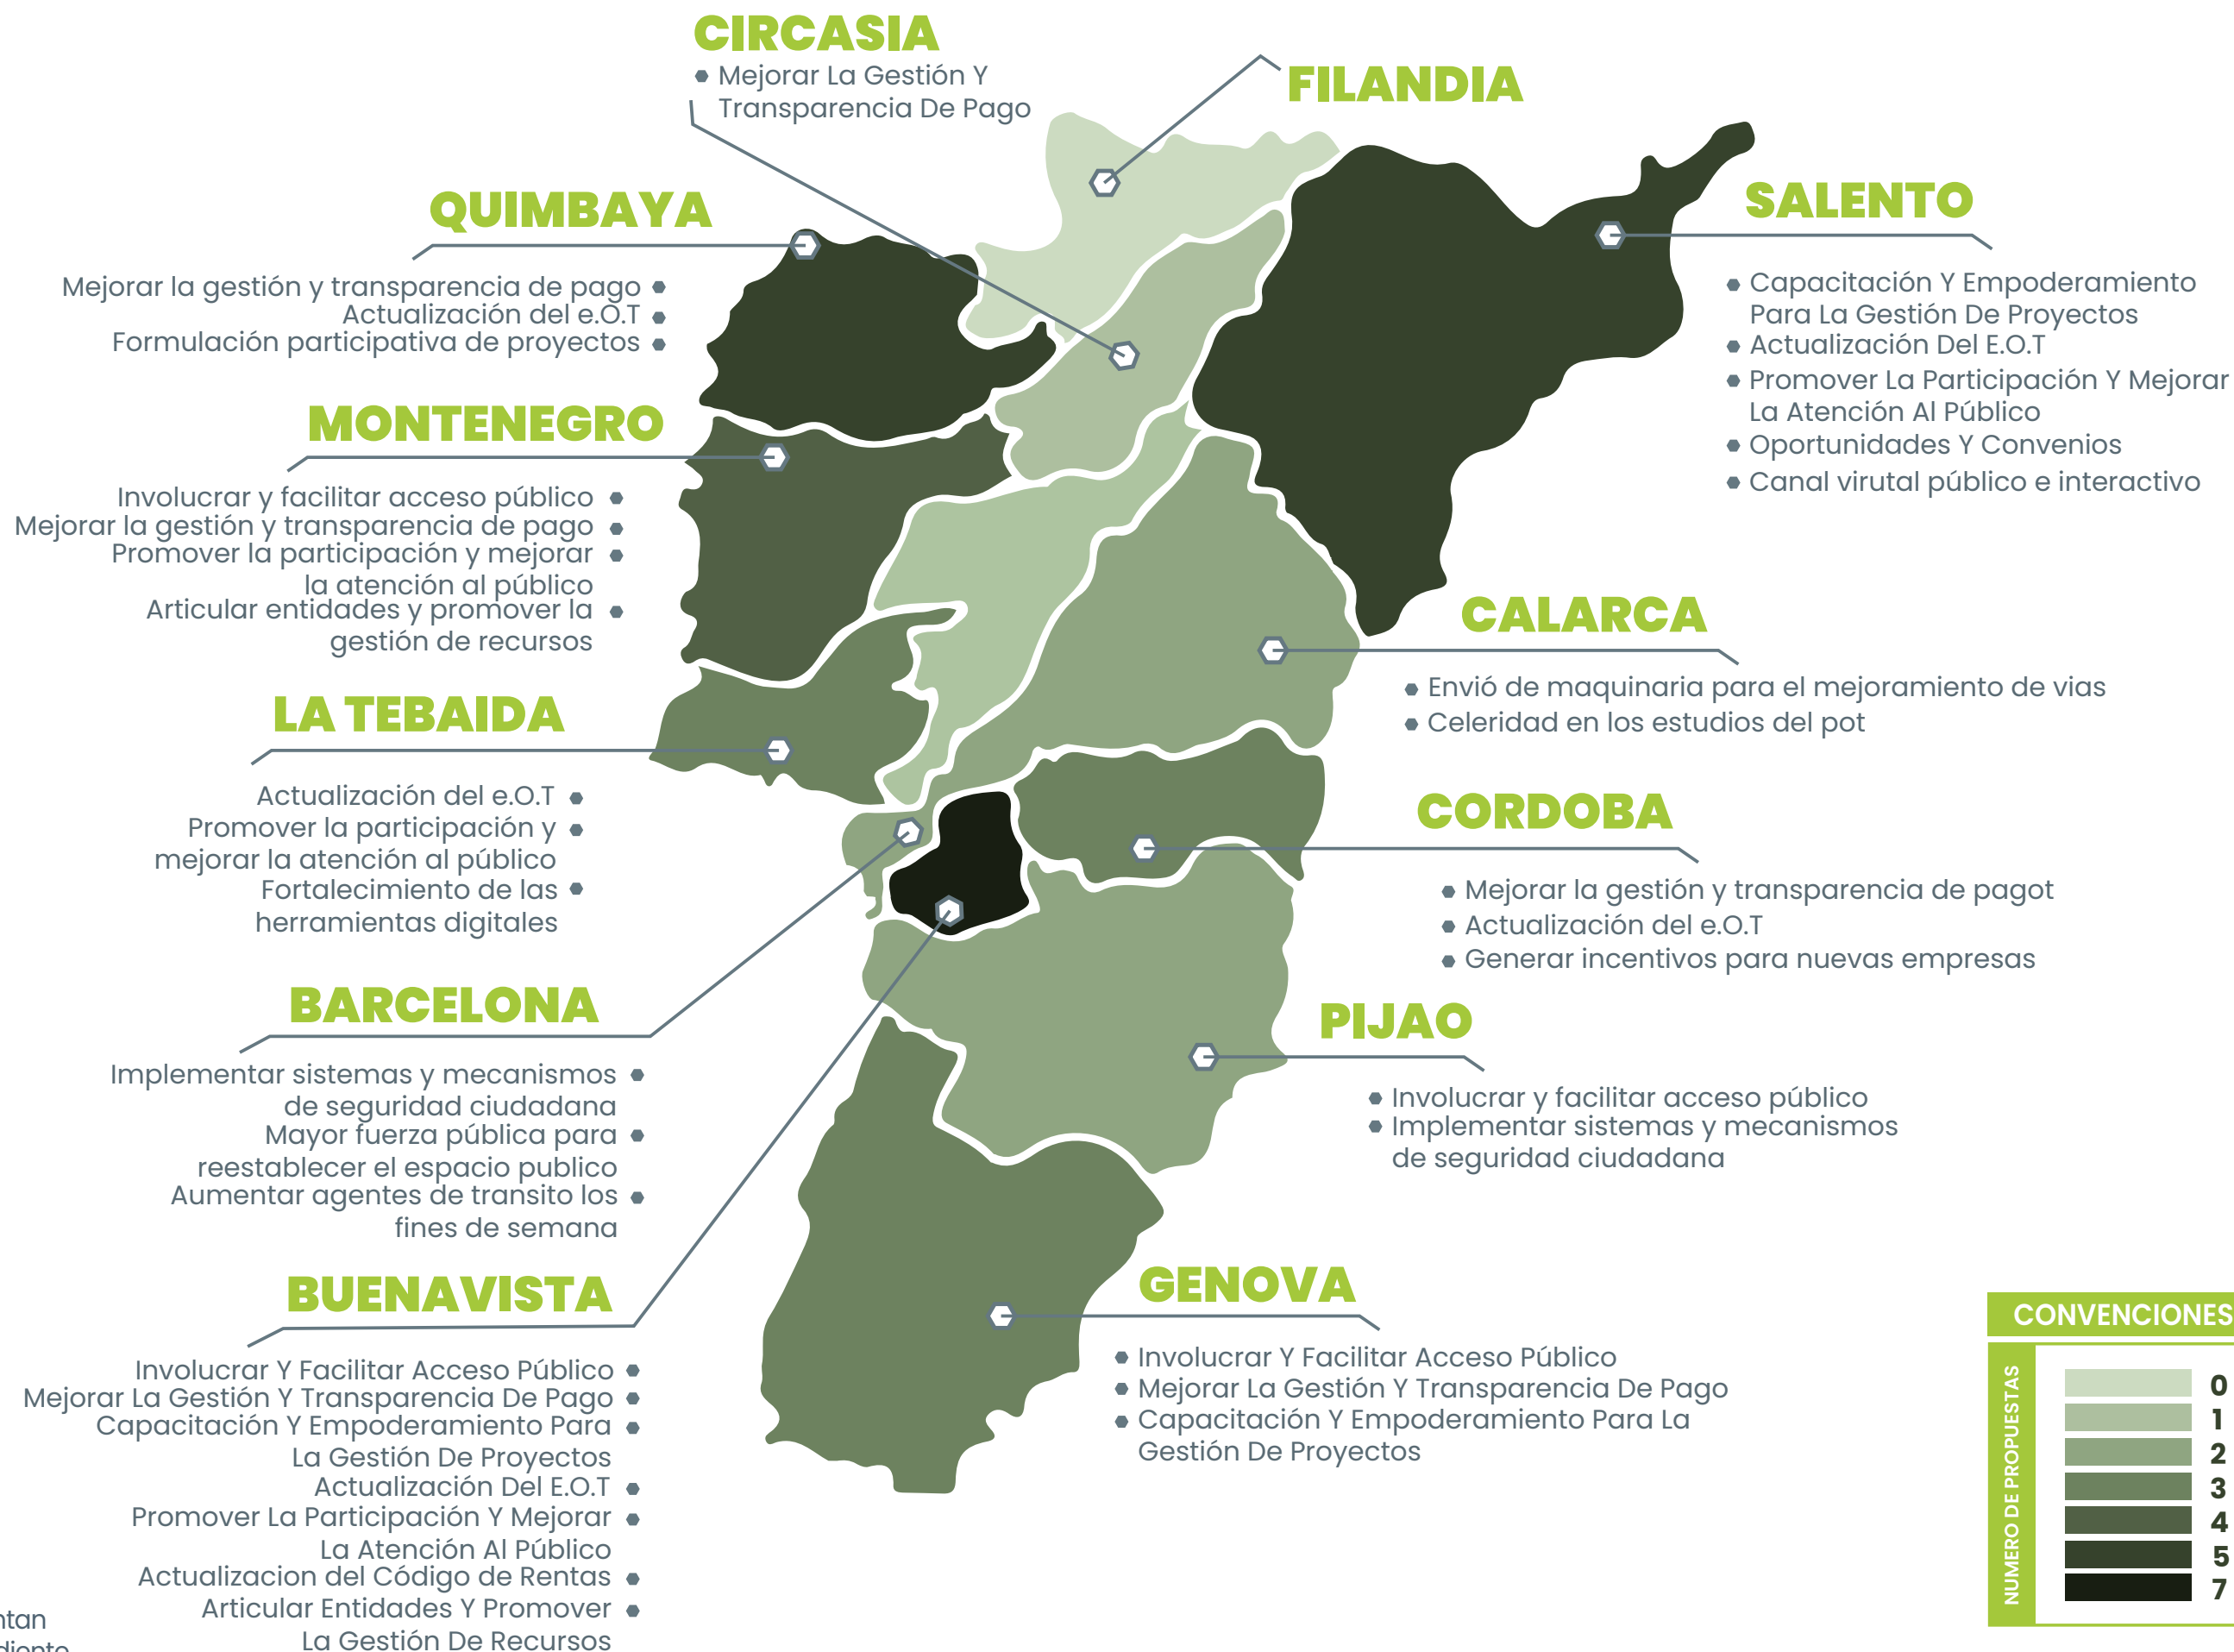 CIRCASIA
Mejorar La Gestión Y
Transparencia De Pago
FILANDIA
QUIMBAYA
Mejorar la gestión y transparencia de pago
Actualización del e.O.T
Formulación participativa de proyectos
SALENTO
Capacitación Y Empoderamiento
Para La Gestión De Proyectos
Actualización Del E.O.T
Promover La Participación Y Mejorar
La Atención Al Público
Oportunidades Y Convenios
Canal virutal público e interactivo
MONTENEGRO
Involucrar y facilitar acceso público
Mejorar la gestión y transparencia de pago
Promover la participación y mejorar
la atención al público
Articular entidades y promover la
gestión de recursos
CALARCA
Envió de maquinaria para el mejoramiento de vias
Celeridad en los estudios del pot
LA TEBAIDA
Actualización del e.O.T
Promover la participación y
mejorar la atención al público
Fortalecimiento de las
herramientas digitales
CORDOBA
Mejorar la gestión y transparencia de pagot
Actualización del e.O.T
Generar incentivos para nuevas empresas
BARCELONA
Implementar sistemas y mecanismos
de seguridad ciudadana
Mayor fuerza pública para
reestablecer el espacio publico
Aumentar agentes de transito los
fines de semana
PIJAO
Involucrar y facilitar acceso público
Implementar sistemas y mecanismos
de seguridad ciudadana
BUENAVISTA
Involucrar Y Facilitar Acceso Público
Mejorar La Gestión Y Transparencia De Pago
Capacitación Y Empoderamiento Para
La Gestión De Proyectos
Actualización Del E.O.T
Promover La Participación Y Mejorar
La Atención Al Público
Actualizacion del Código de Rentas
Articular Entidades Y Promover
La Gestión De Recursos
GENOVA
Involucrar Y Facilitar Acceso Público
Mejorar La Gestión Y Transparencia De Pago
Capacitación Y Empoderamiento Para La
Gestión De Proyectos
CONVENCIONES
NUMERO DE PROPUESTAS
0
1
2
3
4
5
7